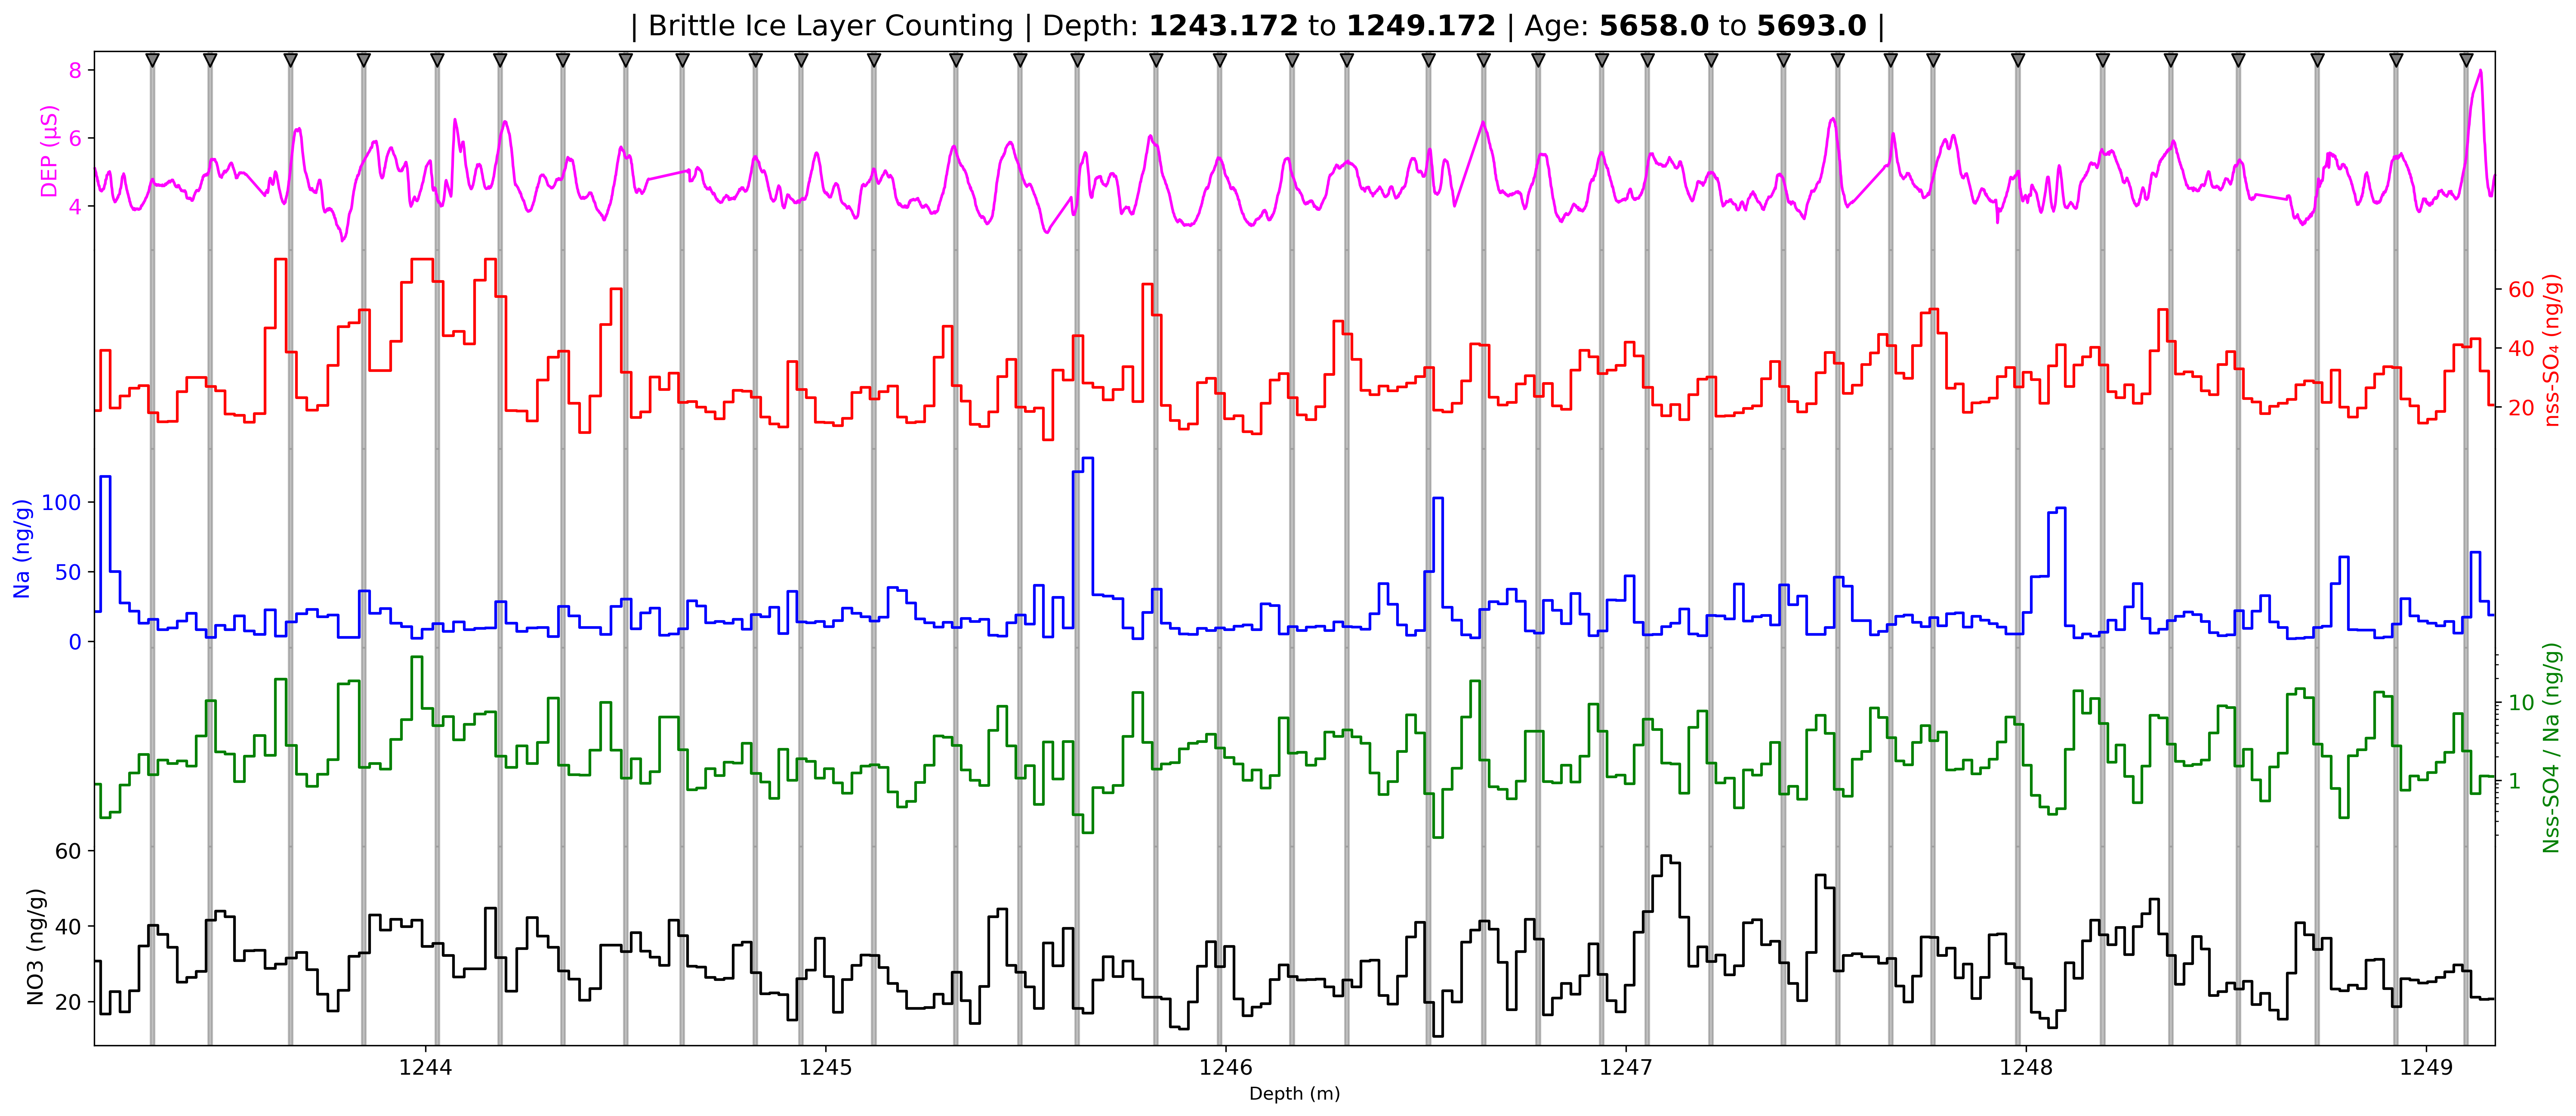 | Brittle Ice Layer Counting | Depth: 1243.172 to 1249.172 | Age: 5658.0 to 5693.0 |
DEP (µS)
8
6
4
nss-SO₄ (ng/g)
60
40
20
Na (ng/g)
100
50
0
Nss-SO4 / Na (ng/g)
10
1
NO3 (ng/g)
60
40
20
1244 1245 1246 1247 1248 1249
Depth (m)